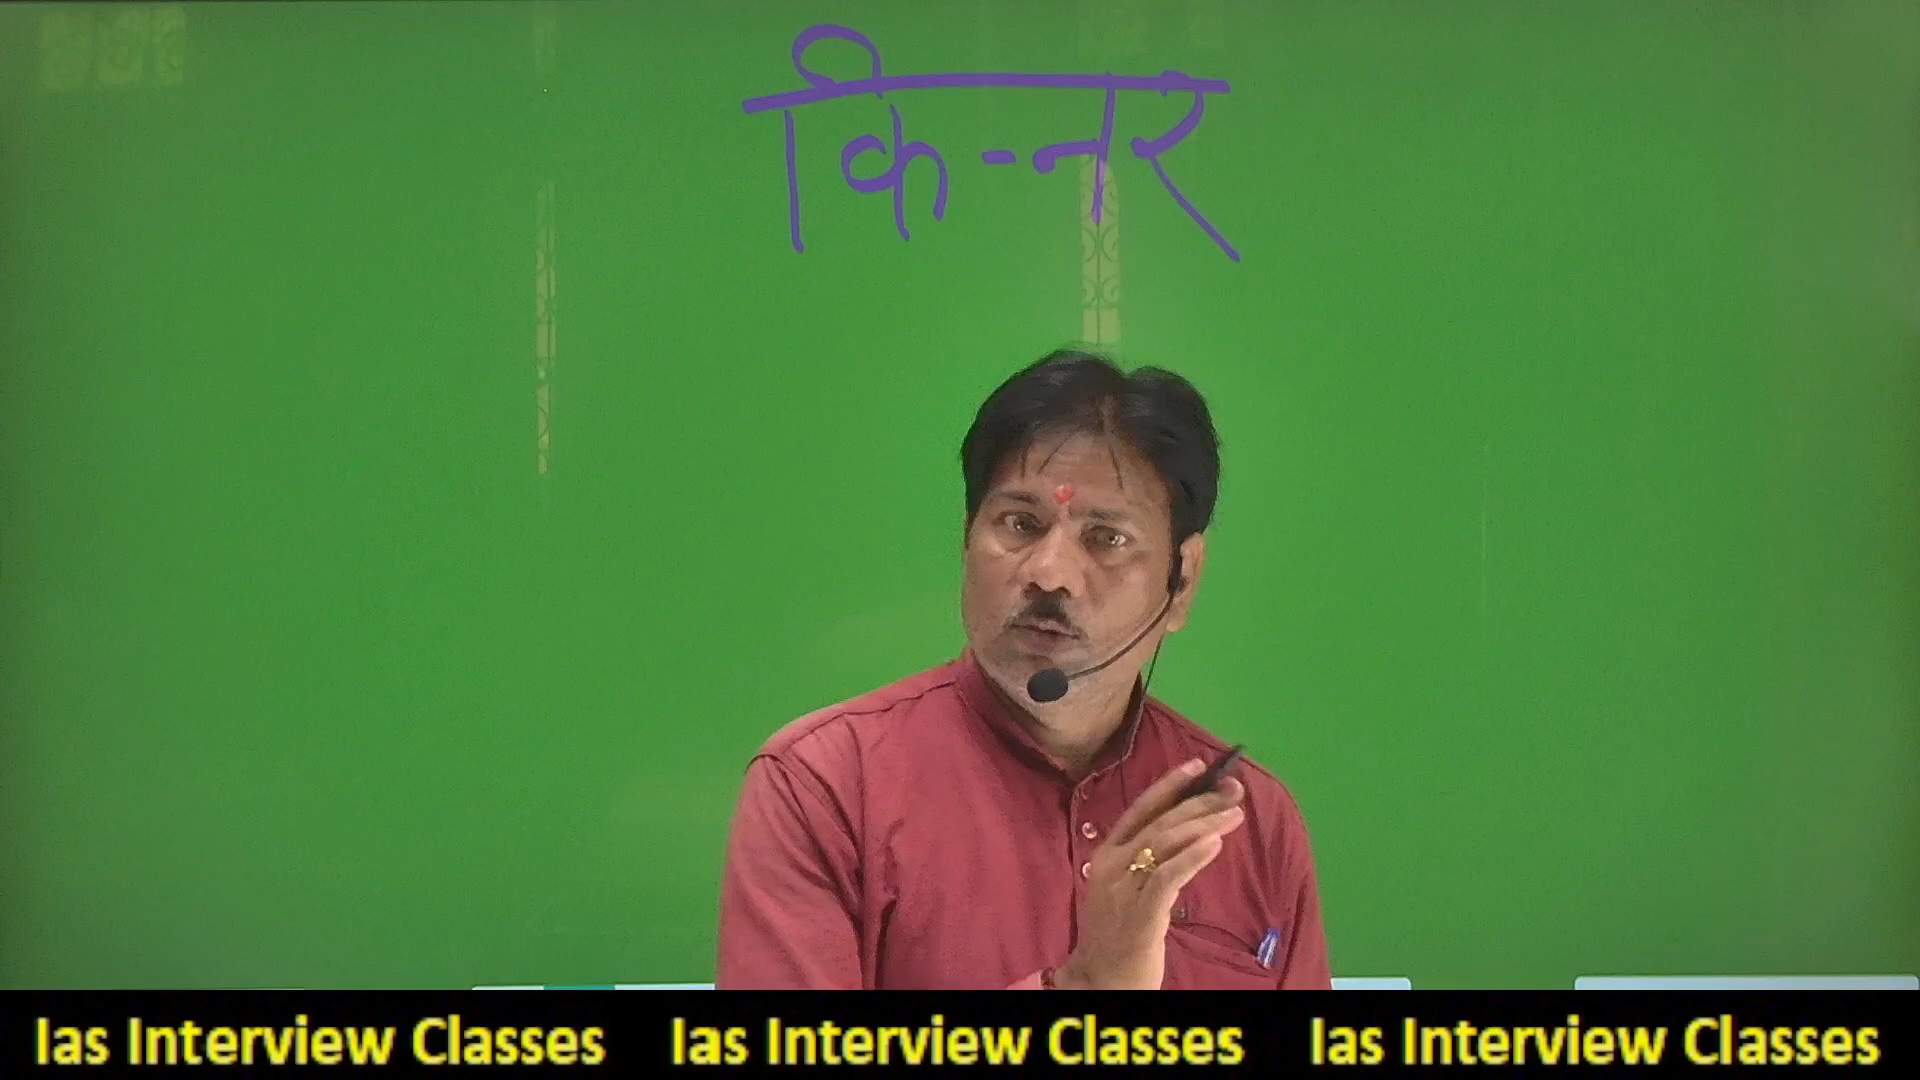 कि-नर
Ias Interview Classes Ias Interview Classes Ias Interview Classes